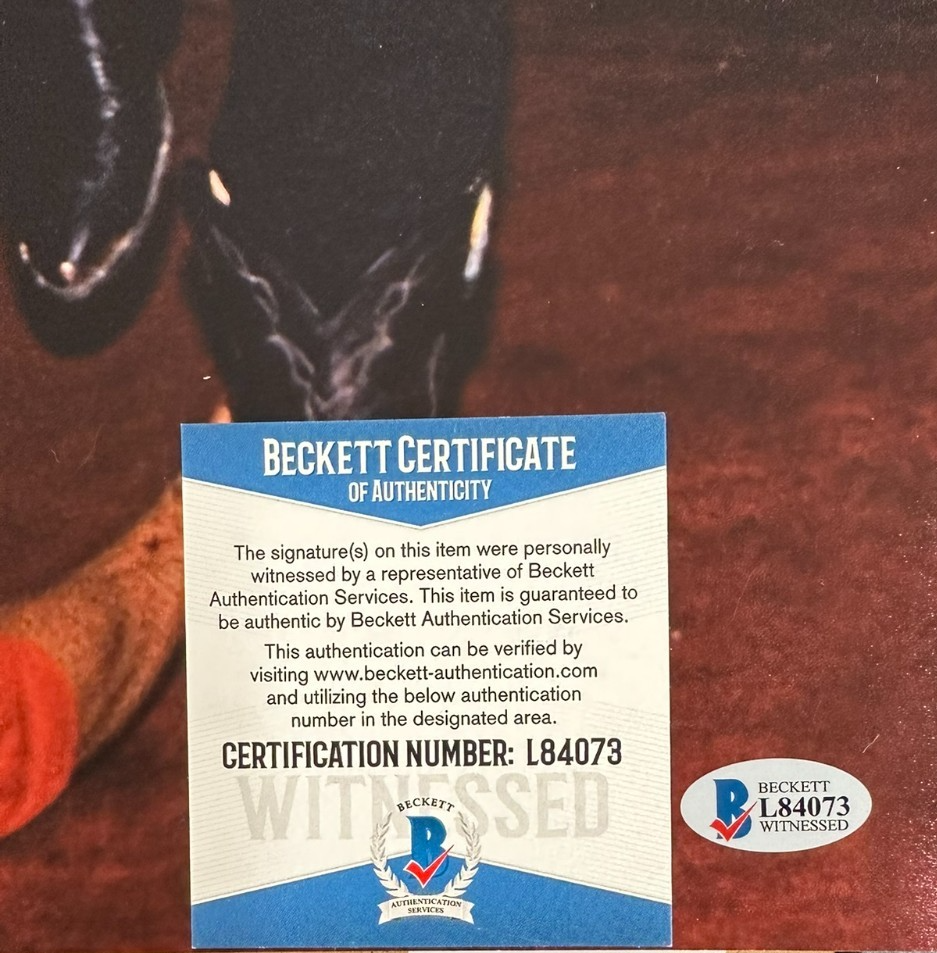 BECKETT CERTIFICATE
OF AUTHENTICITY
The signature(s) on this item were personally
witnessed by a representative of Beckett
Authentication Services. This item is guaranteed to
be authentic by Beckett Authentication Services.
This authentication can be verified by
visiting www.beckett-authentication.com
and utilizing the below authentication
number in the designated area.
CERTIFICATION NUMBER: L84073
WITNESSED
BECKETT
B
AUTHENTICATION
SERVICES
B
BECKETT
L84073
WITNESSED